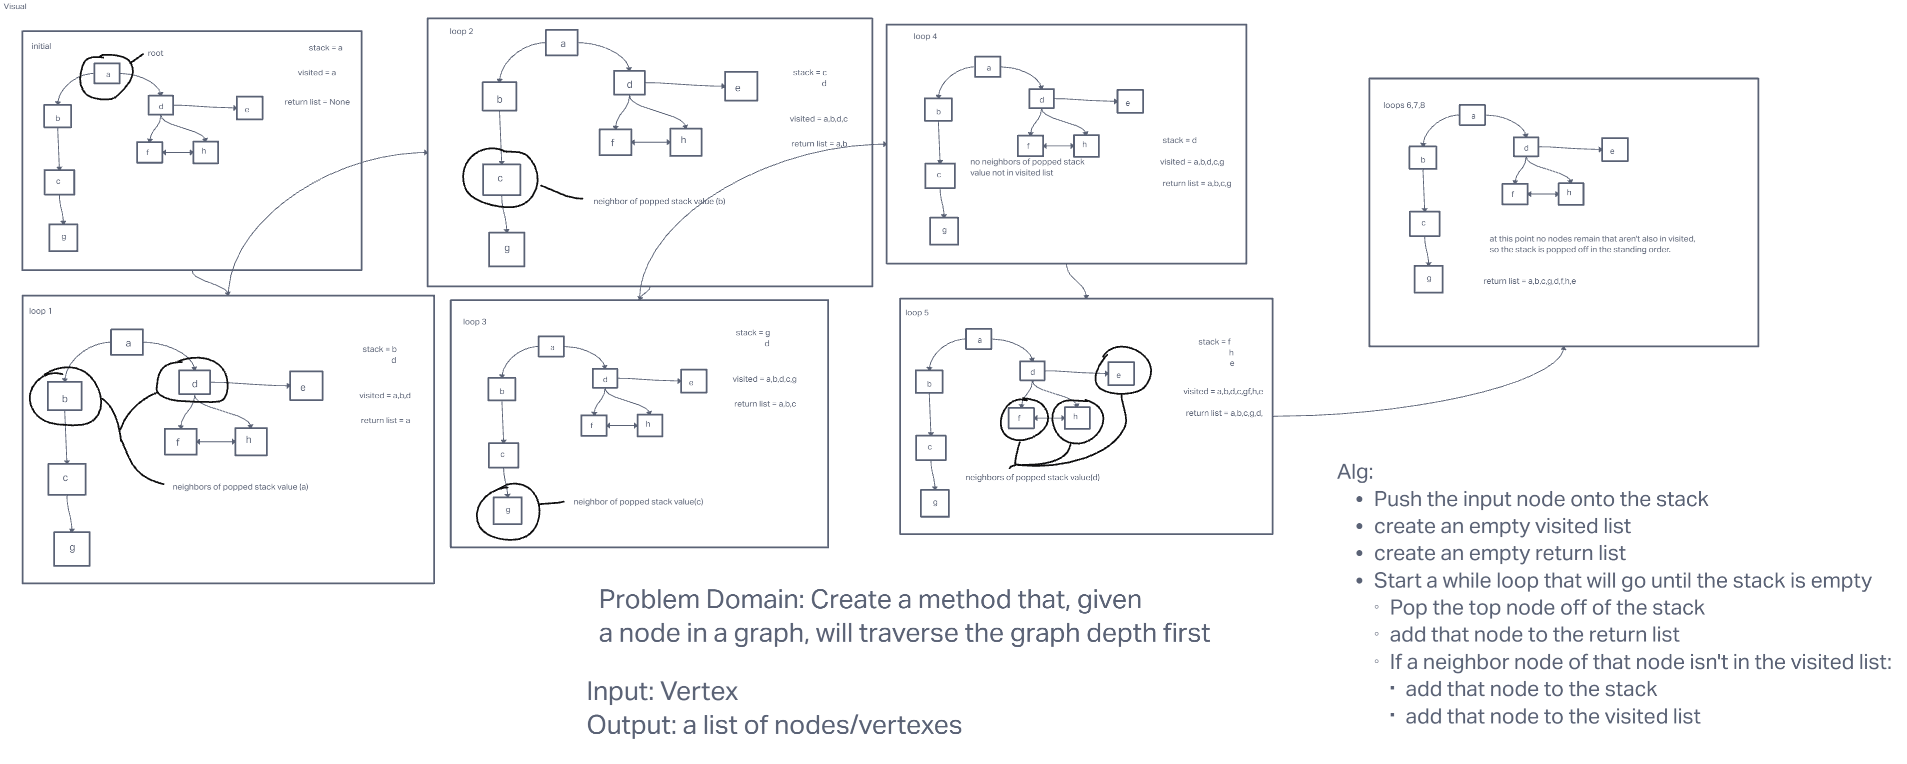 Visual
initial
root
stack = a
visited = a
return list = None
a
b
d
e
f
h
c
g
loop 1
a
stack = b
d
b
d
e
visited = a,b,d
return list = a
f
h
c
neighbors of popped stack value (a)
g
loop 2
a
stack = c
d
d
e
b
visited = a,b,d,c
f
h
return list = a,b
c
neighbor of popped stack value (b)
g
loop 3
stack = g
d
a
visited = a,b,d,c,g
d
e
b
return list = a,b,c
f
h
c
neighbor of popped stack value(c)
g
loop 4
a
d
e
b
stack = d
f
h
no neighbors of popped stack
value not in visited list
visited = a,b,d,c,g
c
return list = a,b,c,g
g
loop 5
a
stack = f
h
e
d
e
b
visited = a,b,d,c,gf,h,e
return list = a,b,c,g,d,
f
h
c
neighbors of popped stack value(d)
g
loops 6,7,8
a
d
e
b
f
h
c
at this point no nodes remain that aren't also in visited,
so the stack is popped off in the standing order.
g
return list = a,b,c,g,d,f,h,e
Problem Domain: Create a method that, given
a node in a graph, will traverse the graph depth first
Input: Vertex
Output: a list of nodes/vertexes
Alg:
• Push the input node onto the stack
• create an empty visited list
• create an empty return list
• Start a while loop that will go until the stack is empty
◦ Pop the top node off of the stack
◦ add that node to the return list
◦ If a neighbor node of that node isn't in the visited list:
▪ add that node to the stack
▪ add that node to the visited list